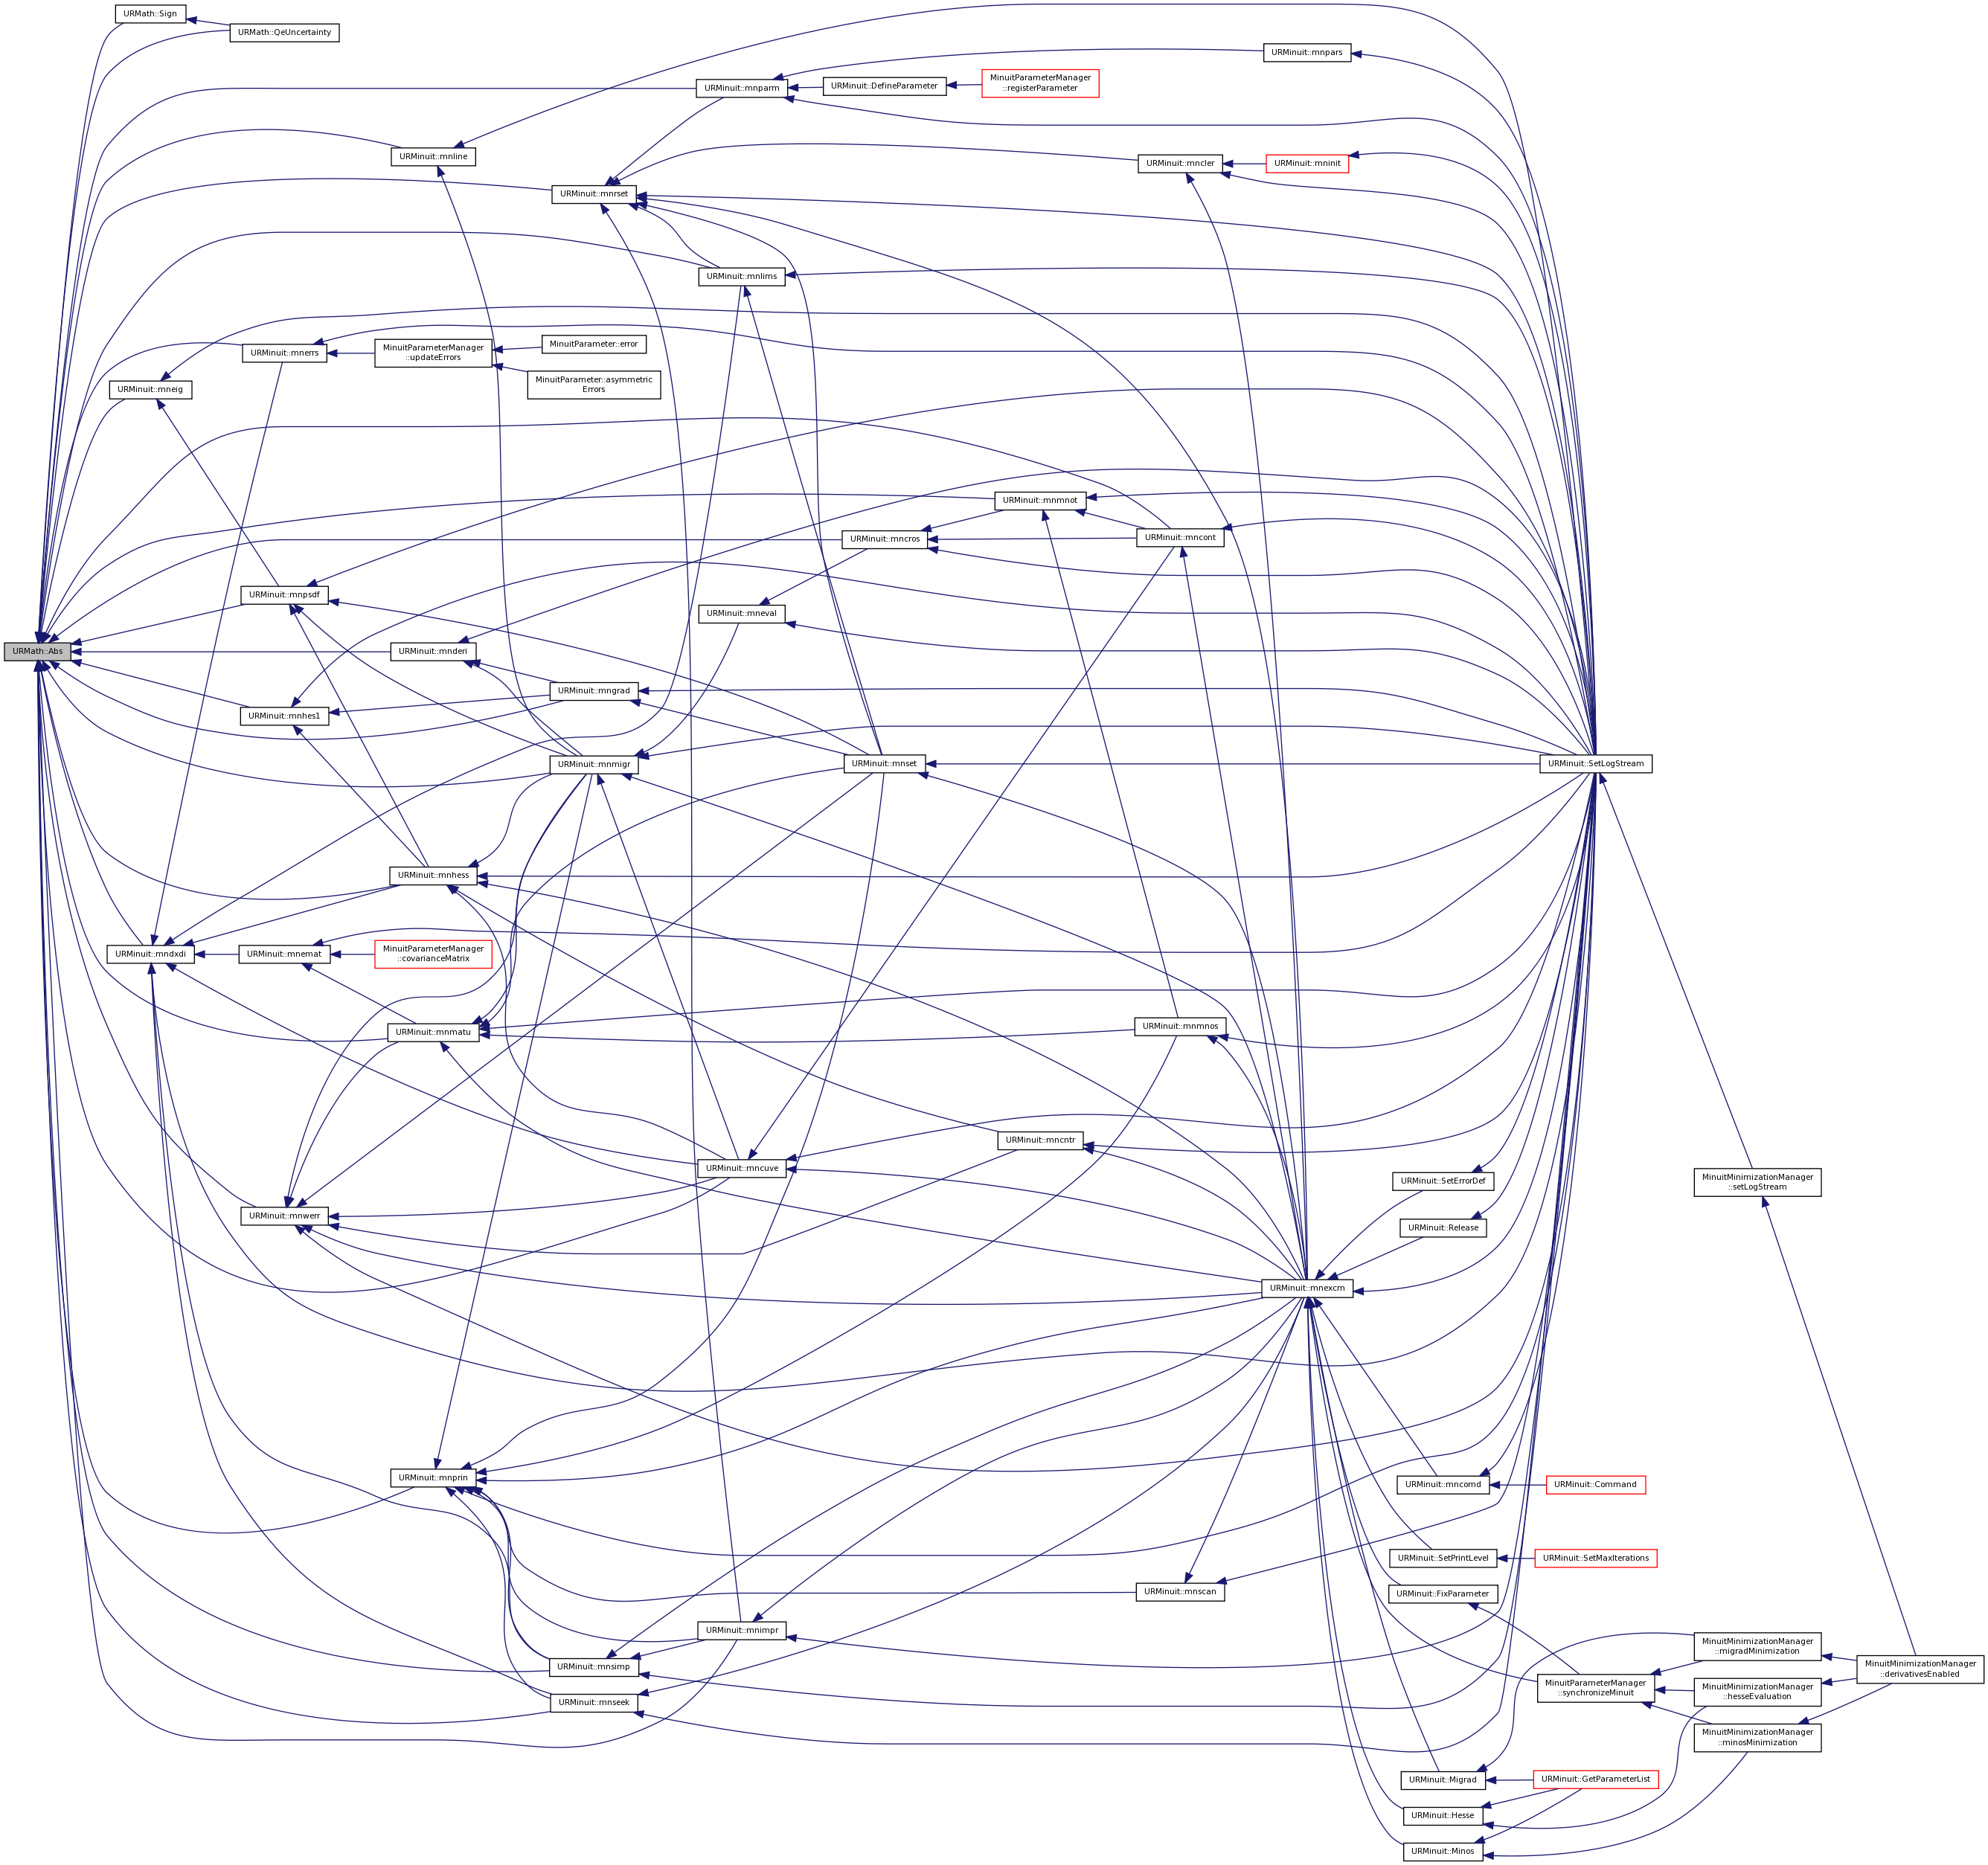 URMath::Sign
URMath::QeUncertainty
URMinuit::mnpars
URMinuit::mnparm
URMinuit::DefineParameter
MinuitParameterManager
::registerParameter
URMinuit::mnline
URMinuit::mncler
URMinuit::mninit
URMinuit::mnrset
URMinuit::mnlims
URMinuit::mnerrs
MinuitParameterManager
::updateErrors
MinuitParameter::error
MinuitParameter::asymmetric
Errors
URMinuit::mneig
URMinuit::mnmnot
URMinuit::mncros
URMinuit::mncont
URMinuit::mnpsdf
URMinuit::mneval
URMath::Abs
URMinuit::mnderi
URMinuit::mngrad
URMinuit::mnhes1
URMinuit::mnmigr
URMinuit::mnset
URMinuit::SetLogStream
URMinuit::mnhess
URMinuit::mndxdi
URMinuit::mnemat
MinuitParameterManager
::covarianceMatrix
URMinuit::mnmatu
URMinuit::mnmnos
URMinuit::mncntr
URMinuit::mncuve
URMinuit::SetErrorDef
MinuitMinimizationManager
::setLogStream
URMinuit::mnwerr
URMinuit::Release
URMinuit::mnexcm
URMinuit::mnprin
URMinuit::mncomd
URMinuit::Command
URMinuit::SetPrintLevel
URMinuit::SetMaxIterations
URMinuit::mnscan
URMinuit::FixParameter
URMinuit::mnimpr
MinuitMinimizationManager
::migradMinimization
URMinuit::mnsimp
MinuitMinimizationManager
::derivativesEnabled
MinuitParameterManager
::synchronizeMinuit
MinuitMinimizationManager
::hesseEvaluation
URMinuit::mnseek
MinuitMinimizationManager
::minosMinimization
URMinuit::Migrad
URMinuit::GetParameterList
URMinuit::Hesse
URMinuit::Minos